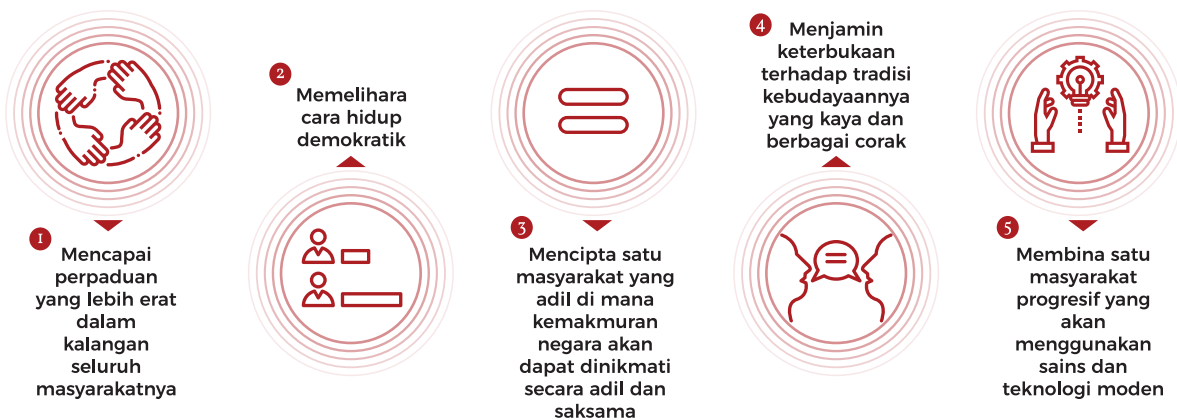 1
Mencapai
perpaduan
yang lebih erat
dalam
kalangan
seluruh
masyarakatnya
2
Memelihara
cara hidup
demokratik
3
Mencipta satu
masyarakat yang
adil di mana
kemakmuran
negara akan
dapat dinikmati
secara adil dan
saksama
4
Menjamin
keterbukaan
terhadap tradisi
kebudayaannya
yang kaya dan
berbagai corak
5
Membina satu
masyarakat
progresif yang
akan
menggunakan
sains dan
teknologi moden